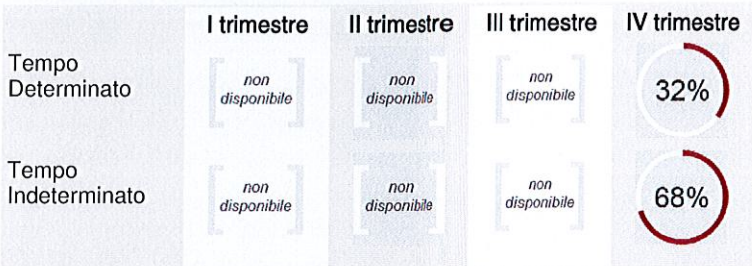 I trimestre II trimestre III trimestre IV trimestre
Tempo
Determinato
non
disponibile
non
disponibile
non
disponibile
32%
Tempo
Indeterminato
non
disponibile
non
disponibile
non
disponibile
68%